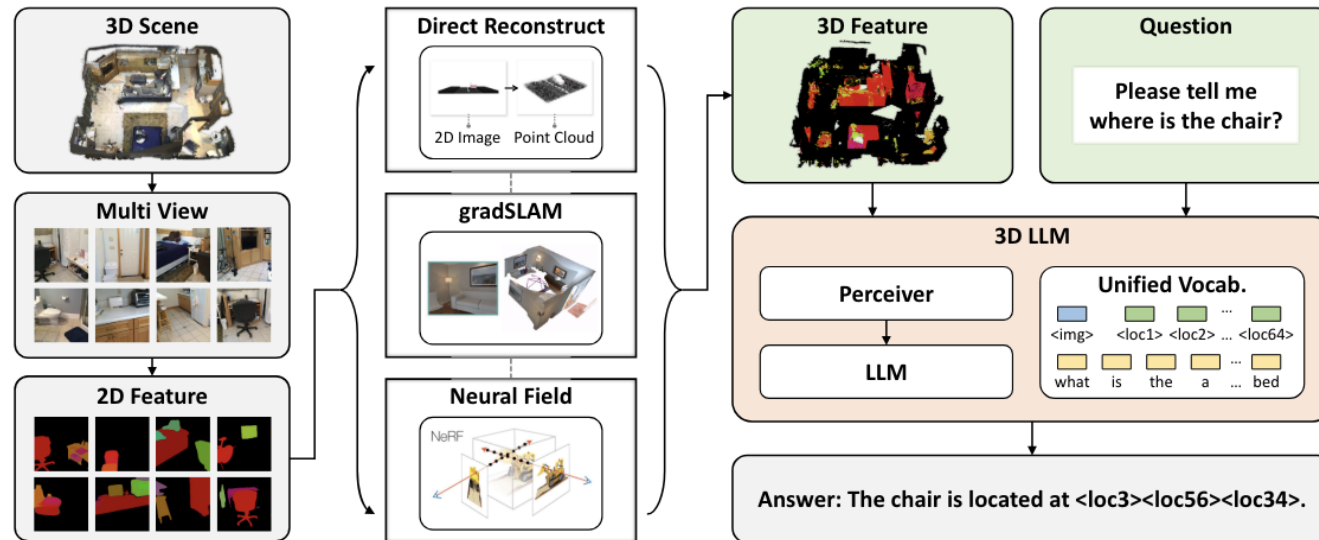 3D Scene
Multi View
2D Feature
Direct Reconstruct
2D Image
Point Cloud
gradSLAM
Neural Field
NeRF
3D Feature
Question
Please tell me
where is the chair?
3D LLM
Perceiver
LLM
Unified Vocab.
...
<img> <loc1> <loc2> ... <loc64>
...
what is the a ... bed
Answer: The chair is located at <loc3><loc56><loc34>.